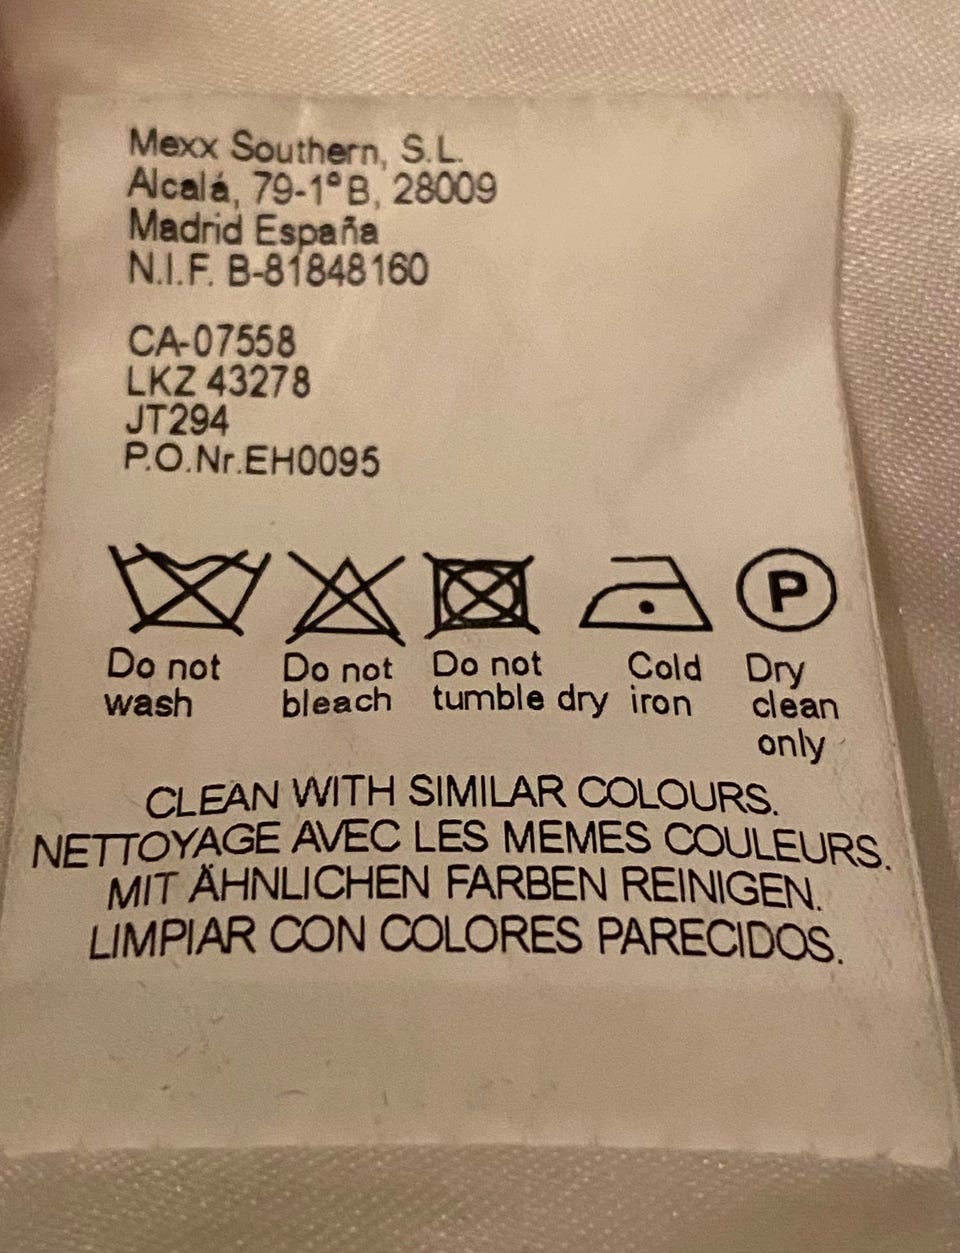 Mexx Southern, S.L.
Alcalá, 79-1ºB, 28009
Madrid España
N.I.F. B-81848160
CA-07558
LKZ 43278
JT294
P.O.Nr.EH0095
P
Do not wash
Do not bleach
Do not tumble dry
Cold iron
Dry clean only
CLEAN WITH SIMILAR COLOURS.
NETTOYAGE AVEC LES MEMES COULEURS.
MIT ÄHNLICHEN FARBEN REINIGEN.
LIMPIAR CON COLORES PARECIDOS.